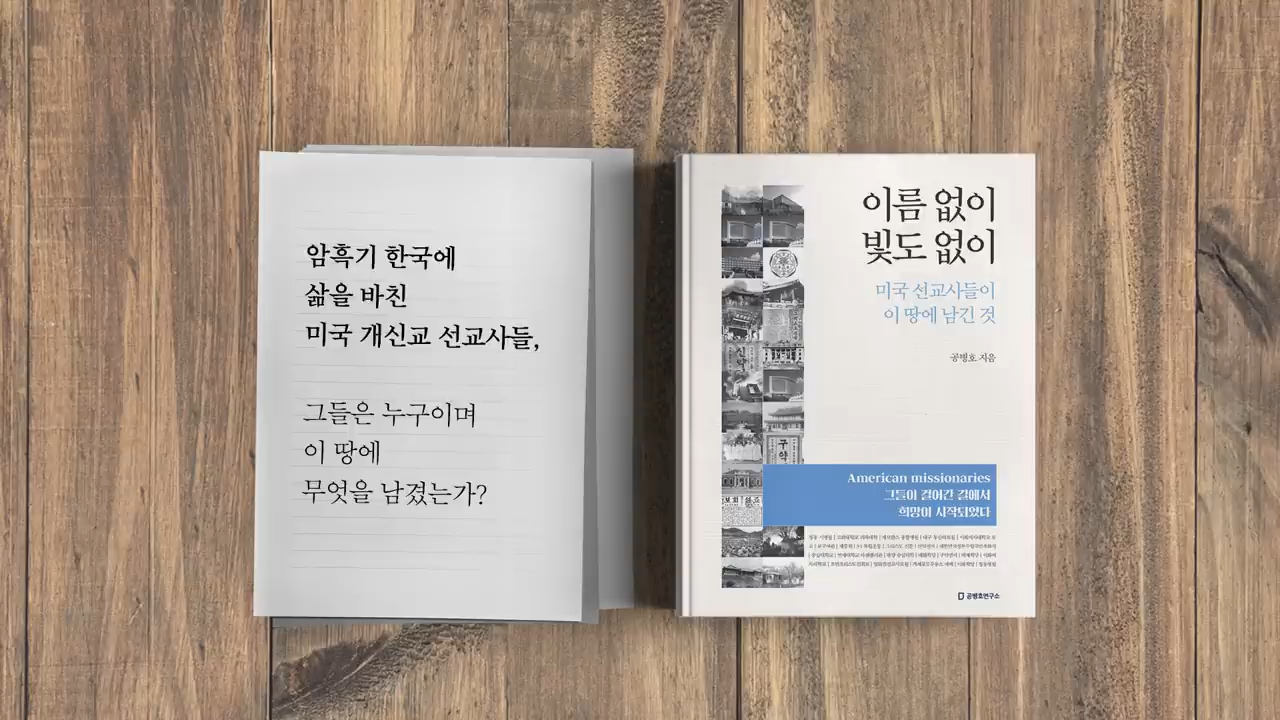 암흑기 한국에
삶을 바친
미국 개신교 선교사들,
그들은 누구이며
이 땅에
무엇을 남겼는가?
이름 없이
빛도 없이
미국 선교사들이
이 땅에 남긴 것
공병호 지음
구약
American missionaries
그들이 걸어간 길에서
희망이 시작되었다
공병호연구소